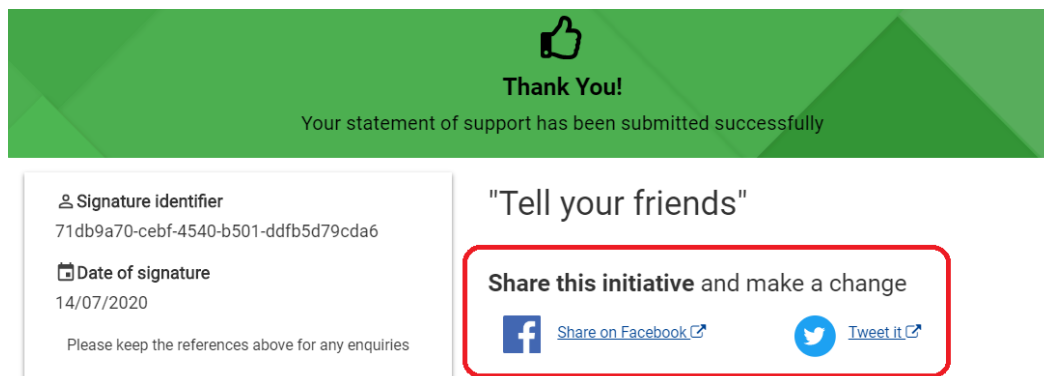 Thank You!
Your statement of support has been submitted successfully
Signature identifier
71db9a70-cebf-4540-b501-ddfb5d79cda6
Date of signature
14/07/2020
Please keep the references above for any enquiries
"Tell your friends"
Share this initiative and make a change
Share on Facebook
Tweet it